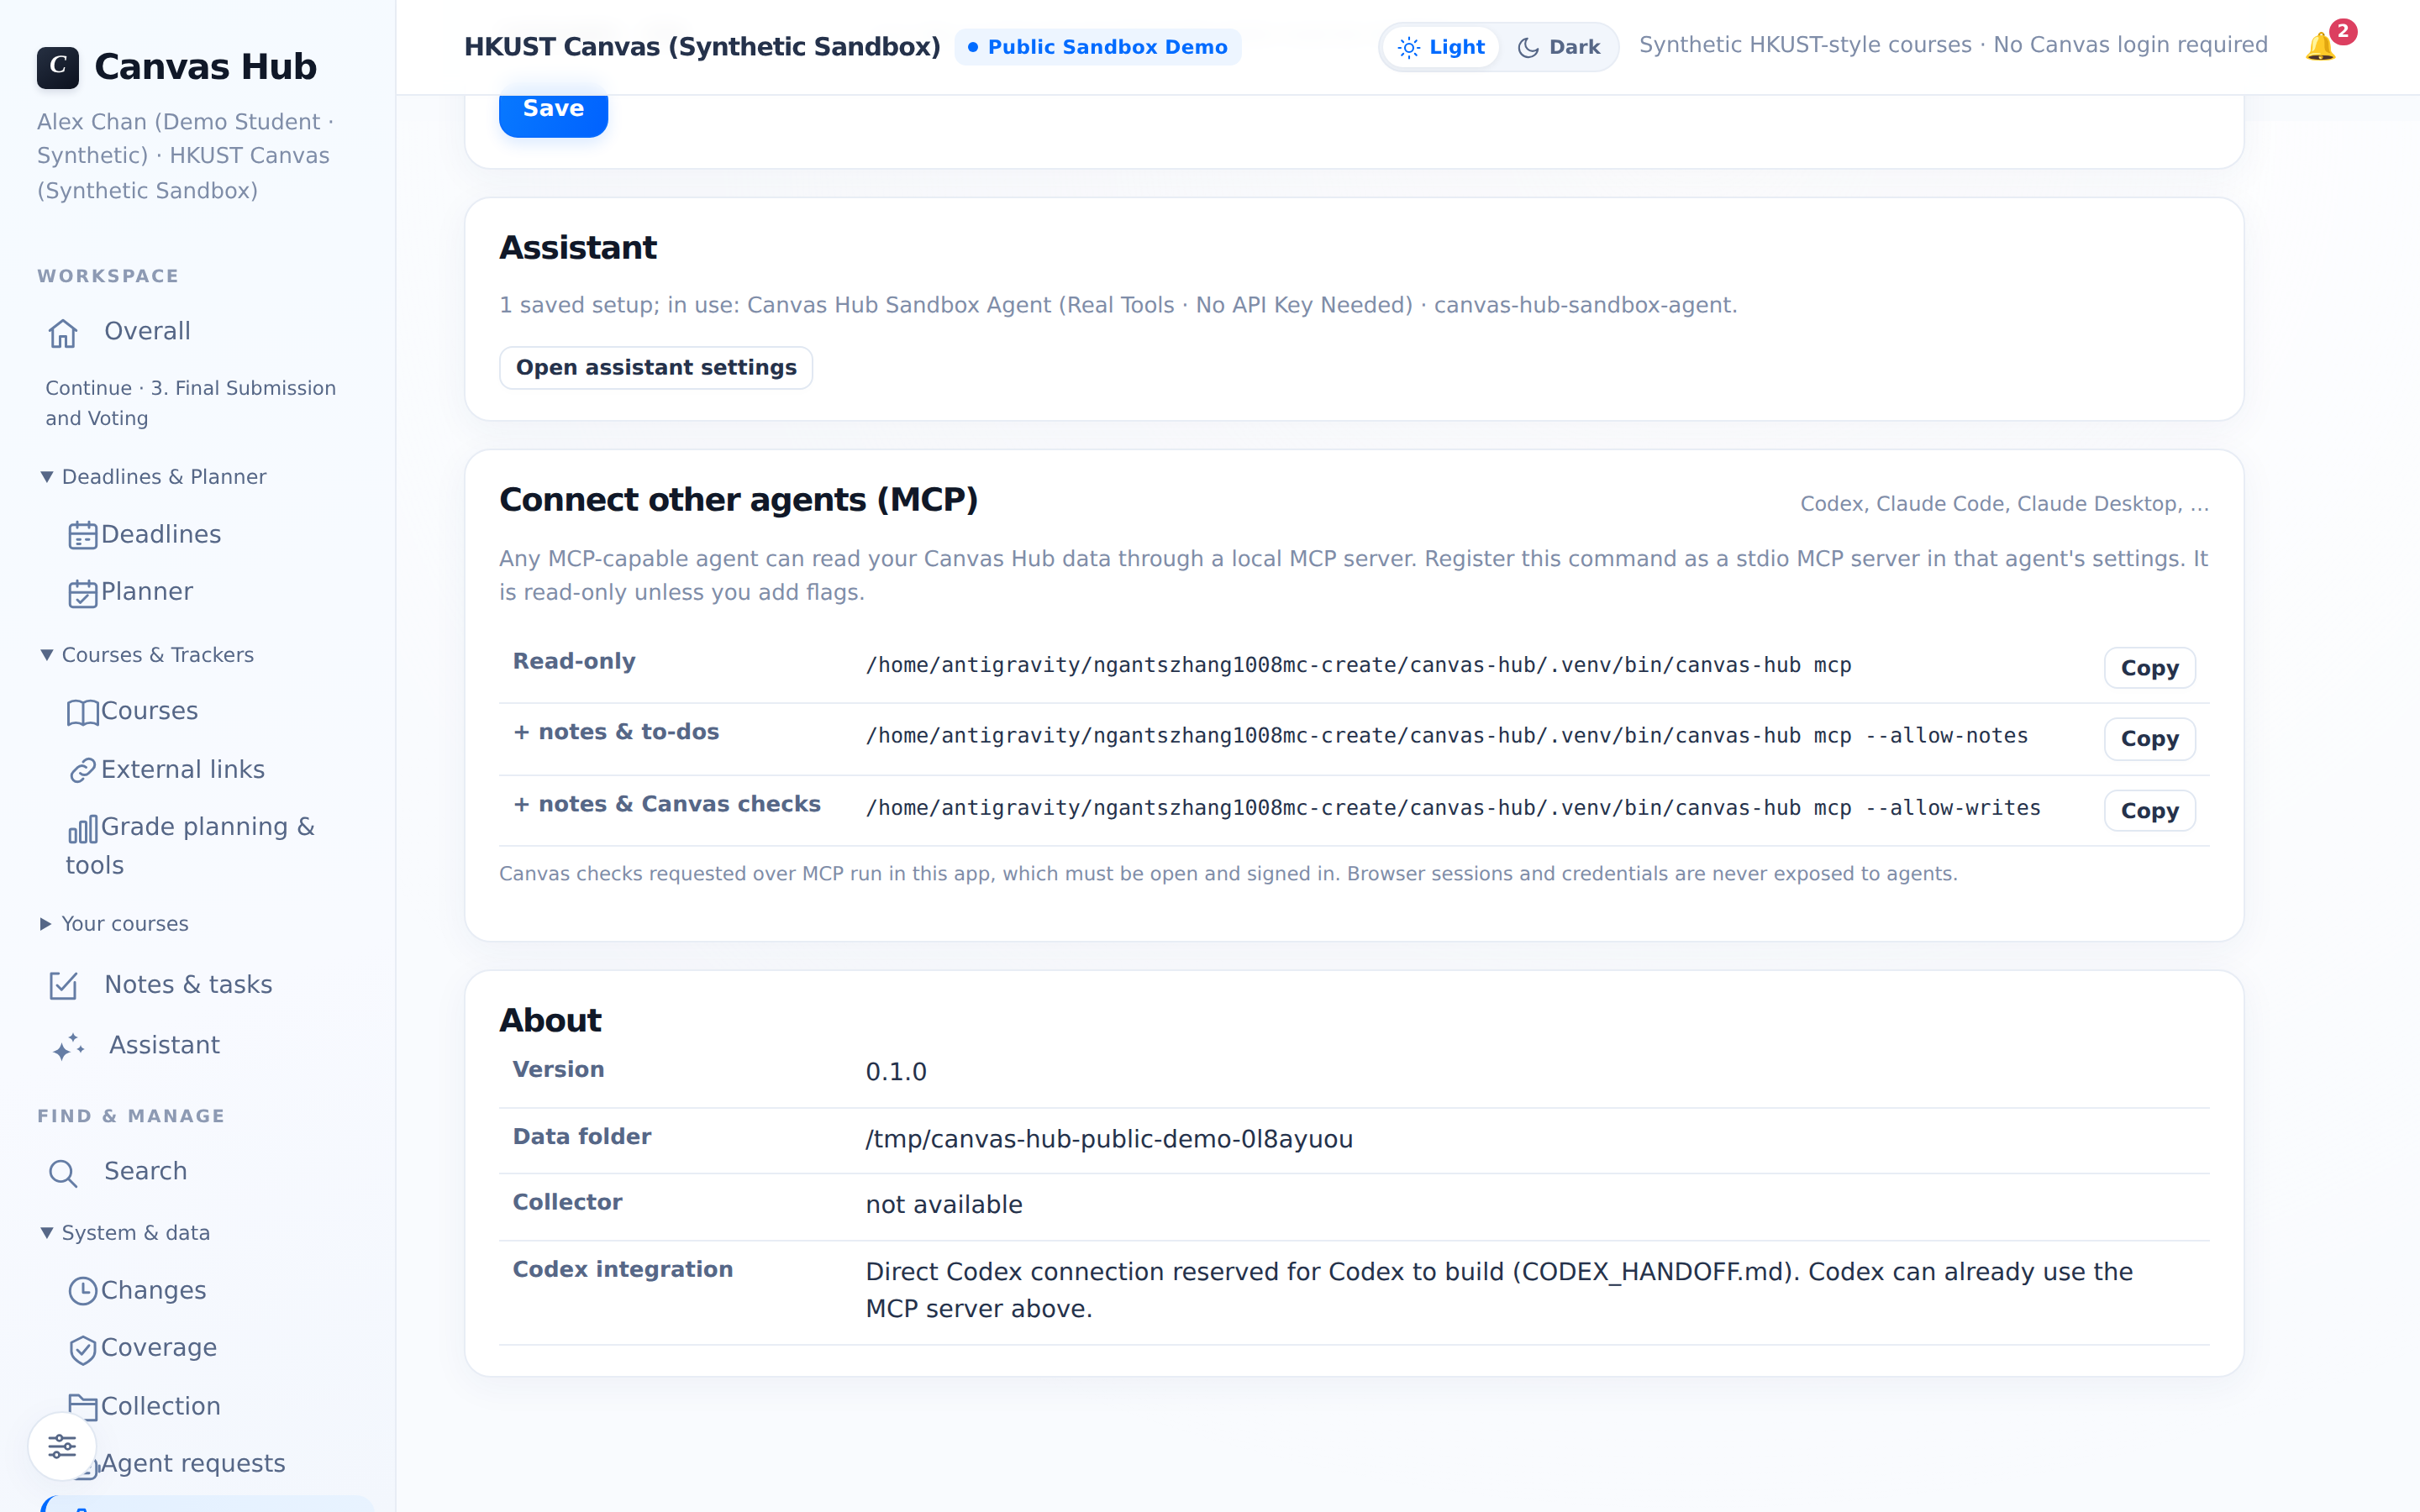 C Canvas Hub
Alex Chan (Demo Student ·
Synthetic) · HKUST Canvas
(Synthetic Sandbox)
WORKSPACE
Overall
Continue · 3. Final Submission
and Voting
Deadlines & Planner
Deadlines
Planner
Courses & Trackers
Courses
External links
Grade planning &
tools
Your courses
Notes & tasks
Assistant
FIND & MANAGE
Search
System & data
Changes
Coverage
Collection
Agent requests
HKUST Canvas (Synthetic Sandbox) Public Sandbox Demo Light Dark Synthetic HKUST-style courses · No Canvas login required 2
Save
Assistant
1 saved setup; in use: Canvas Hub Sandbox Agent (Real Tools · No API Key Needed) · canvas-hub-sandbox-agent.
Open assistant settings
Connect other agents (MCP) Codex, Claude Code, Claude Desktop, ...
Any MCP-capable agent can read your Canvas Hub data through a local MCP server. Register this command as a stdio MCP server in that agent's settings. It
is read-only unless you add flags.
Read-only /home/antigravity/ngantszhang1008mc-create/canvas-hub/.venv/bin/canvas-hub mcp Copy
+ notes & to-dos /home/antigravity/ngantszhang1008mc-create/canvas-hub/.venv/bin/canvas-hub mcp --allow-notes Copy
+ notes & Canvas checks /home/antigravity/ngantszhang1008mc-create/canvas-hub/.venv/bin/canvas-hub mcp --allow-writes Copy
Canvas checks requested over MCP run in this app, which must be open and signed in. Browser sessions and credentials are never exposed to agents.
About
Version 0.1.0
Data folder /tmp/canvas-hub-public-demo-0l8ayuou
Collector not available
Codex integration Direct Codex connection reserved for Codex to build (CODEX_HANDOFF.md). Codex can already use the
MCP server above.